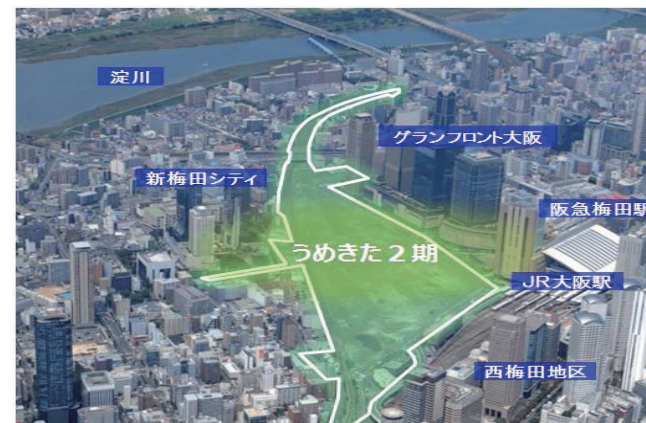 淀川
グランフロント大阪
新梅田シティ
阪急梅田駅
うめきた２期
JR大阪駅
西梅田地区